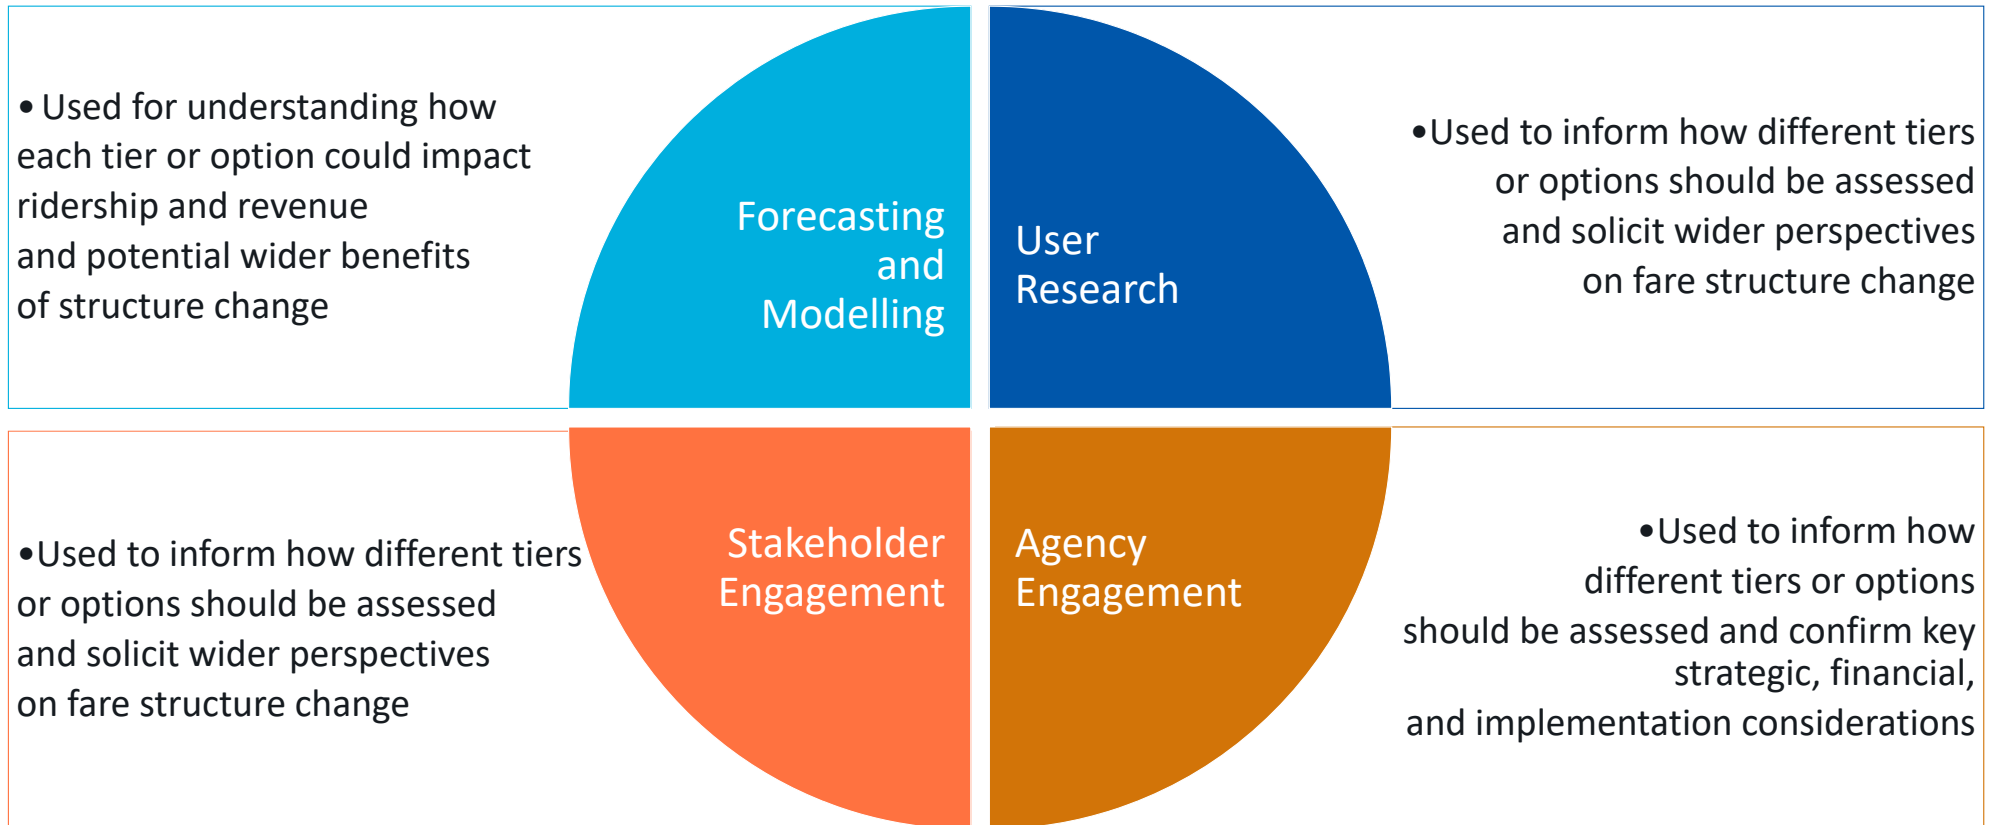 • Used for understanding how
each tier or option could impact
ridership and revenue
and potential wider benefits
of structure change
Forecasting
and
Modelling
User
Research
•Used to inform how different tiers
or options should be assessed
and solicit wider perspectives
on fare structure change
•Used to inform how different tiers
or options should be assessed
and solicit wider perspectives
on fare structure change
Stakeholder
Engagement
Agency
Engagement
•Used to inform how
different tiers or options
should be assessed and confirm key
strategic, financial,
and implementation considerations